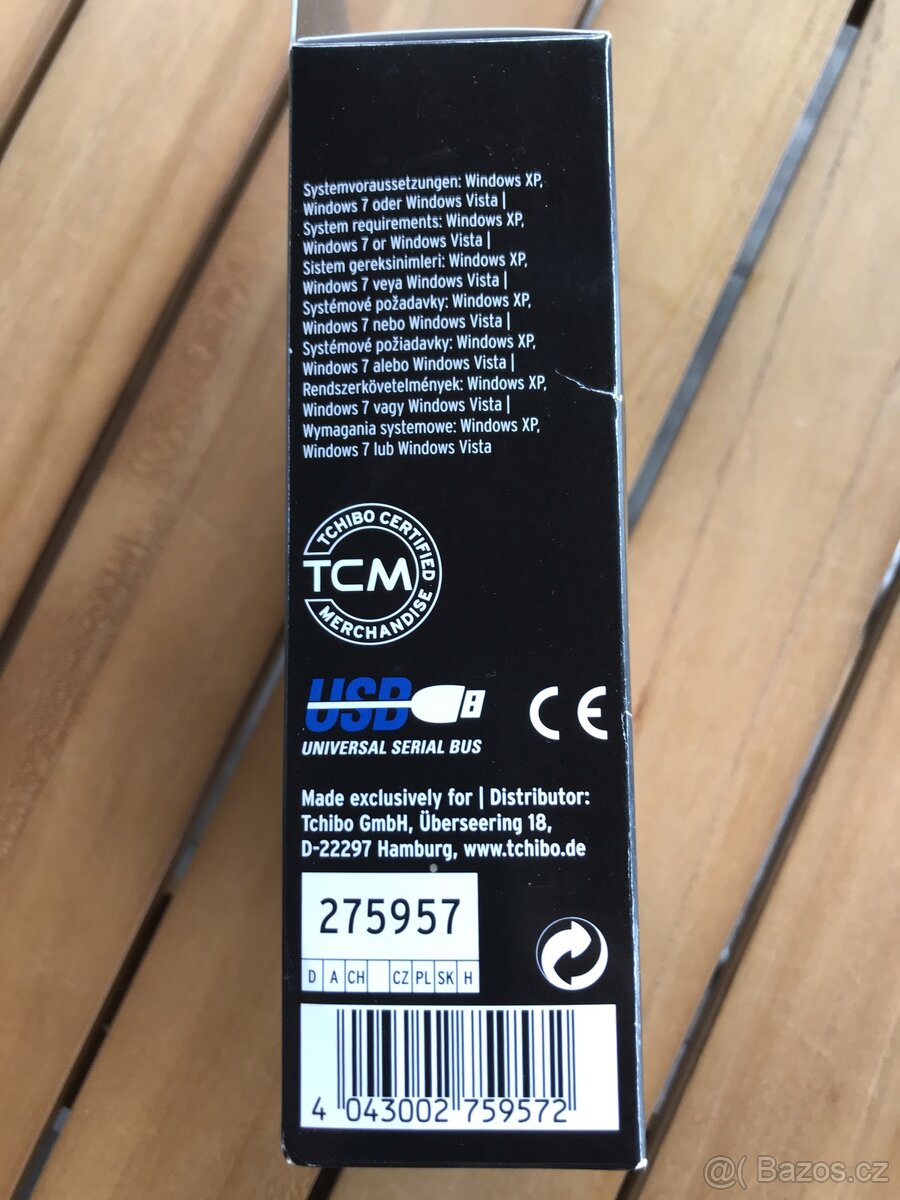 Systemvoraussetzungen: Windows XP,
Windows 7 oder Windows Vista |
System requirements: Windows XP,
Windows 7 or Windows Vista |
Sistem gereksinimleri: Windows XP,
Windows 7 veya Windows Vista |
Systémové požadavky: Windows XP,
Windows 7 nebo Windows Vista |
Systémové požiadavky: Windows XP,
Windows 7 alebo Windows Vista |
Rendszerkövetelmények: Windows XP,
Windows 7 vagy Windows Vista |
Wymagania systemowe: Windows XP,
Windows 7 lub Windows Vista
TCHIBO CERTIFIED
TCM
MERCHANDISE
USB
UNIVERSAL SERIAL BUS
CE
Made exclusively for | Distributor:
Tchibo GmbH, Überseering 18,
D-22297 Hamburg, www.tchibo.de
275957
D A CH CZ PL SK H
4 043002 759572
@( Bazos.cz